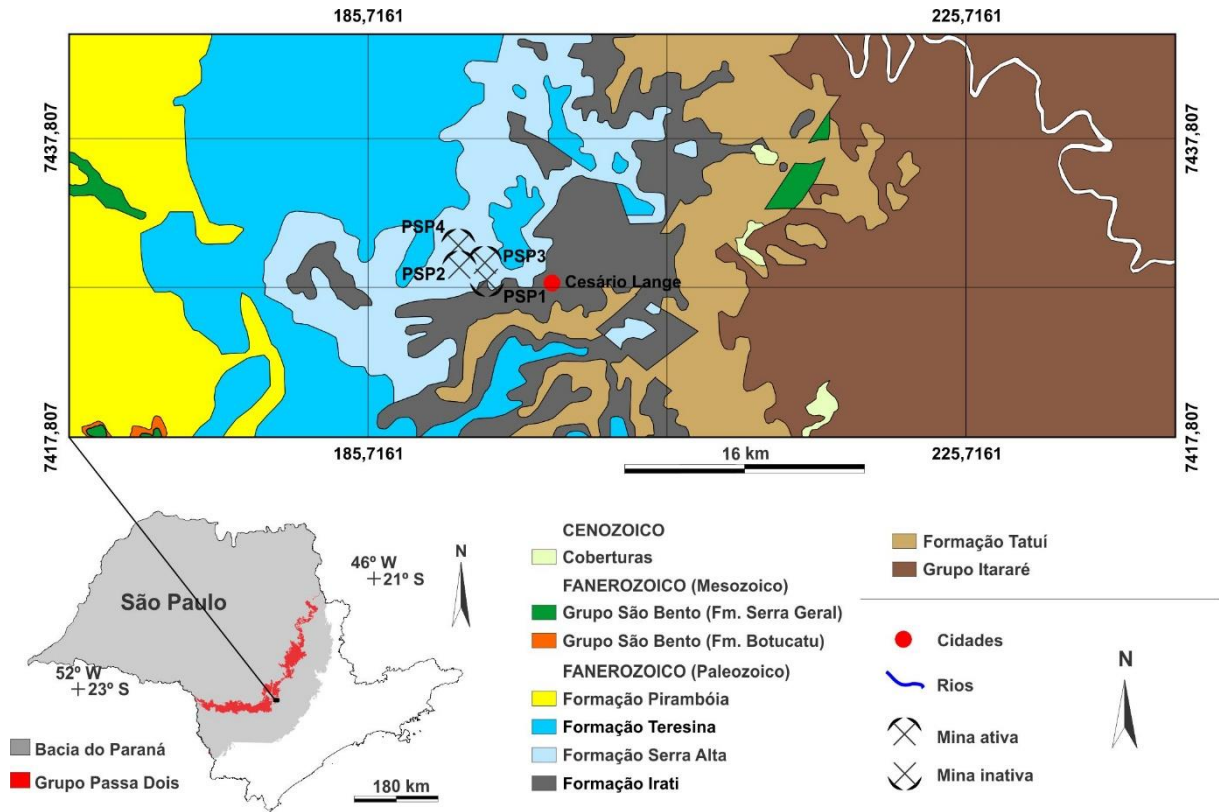 185,7161
225,7161
7437,807
7437,807
PSP4
PSP3
PSP2
PSP1
Cesário Lange
7417,807
7417,807
185,7161
225,7161
16 km
46º W
+21º S
N
São Paulo
52º W
+23º S
Bacia do Paraná
Grupo Passa Dois
180 km
CENOZOICO
Coberturas
FANEROZOICO (Mesozoico)
Grupo São Bento (Fm. Serra Geral)
Grupo São Bento (Fm. Botucatu)
FANEROZOICO (Paleozoico)
Formação Pirambóia
Formação Teresina
Formação Serra Alta
Formação Irati
Formação Tatuí
Grupo Itararé
Cidades
Rios
Mina ativa
Mina inativa
N